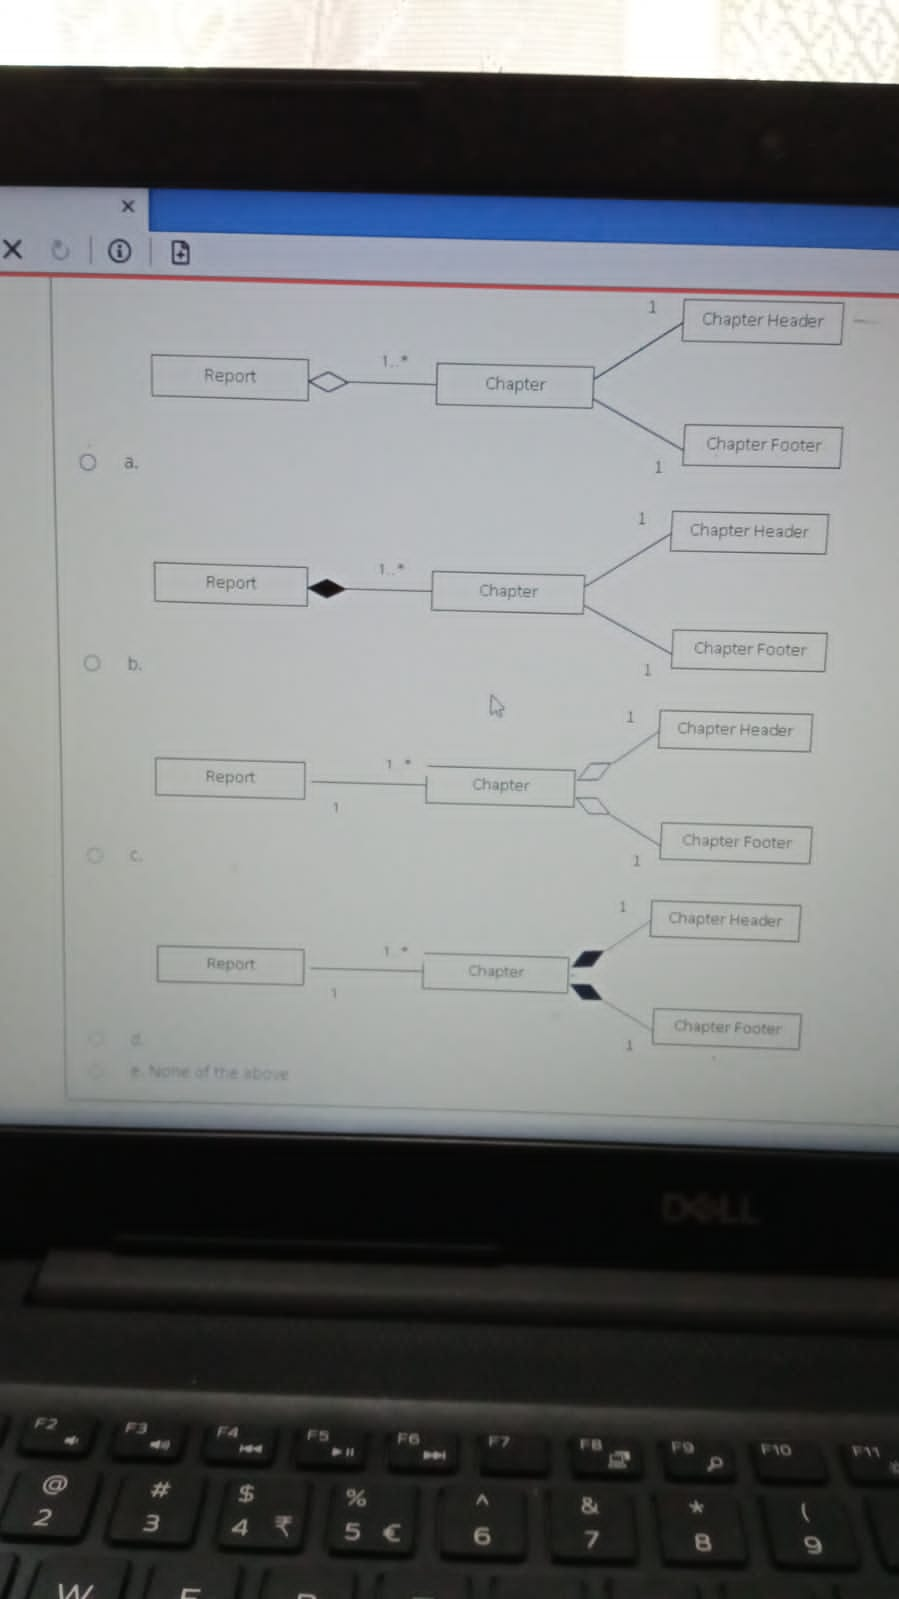 1
Chapter Header
Report
1..*
Chapter
Chapter Footer
1
a.
1
Chapter Header
Report
1..*
Chapter
Chapter Footer
1
b.
1
Chapter Header
Report
1..*
1
Chapter
Chapter Footer
1
c.
1
Chapter Header
Report
1..*
1
Chapter
Chapter Footer
1
d.
e. None of the above
DELL
F2 F3 F4 F5 F6 F7 F8 F9 F10 F11
@ # $ % ^ & * (
2 3 4 ₹ 5 € 6 7 8 9
W